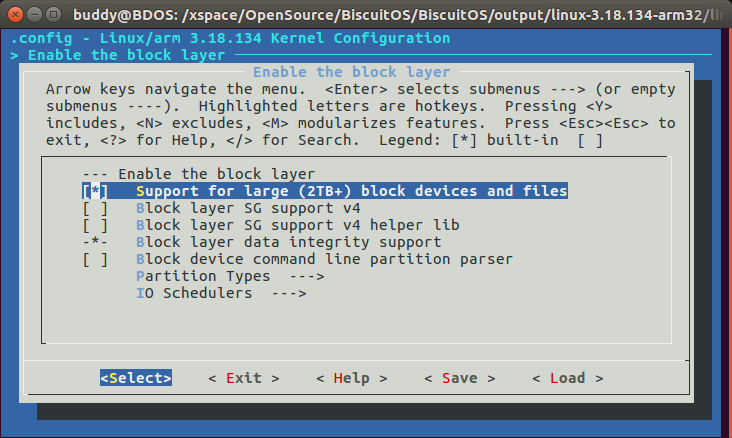 buddy@BDOS: /xspace/OpenSource/BiscuitOS/BiscuitOS/output/linux-3.18.134-arm32/lin
.config - Linux/arm 3.18.134 Kernel Configuration
> Enable the block layer
Enable the block layer
Arrow keys navigate the menu.  <Enter> selects submenus ---> (or empty
submenus ----).  Highlighted letters are hotkeys.  Pressing <Y>
includes, <N> excludes, <M> modularizes features.  Press <Esc><Esc> to
exit, <?> for Help, </> for Search.  Legend: [*] built-in  [ ]
--- Enable the block layer
[*]   Support for large (2TB+) block devices and files
[ ]   Block layer SG support v4
[ ]   Block layer SG support v4 helper lib
-*-   Block layer data integrity support
[ ]   Block device command line partition parser
Partition Types  --->
IO Schedulers  --->
<Select>    < Exit >    < Help >    < Save >    < Load >